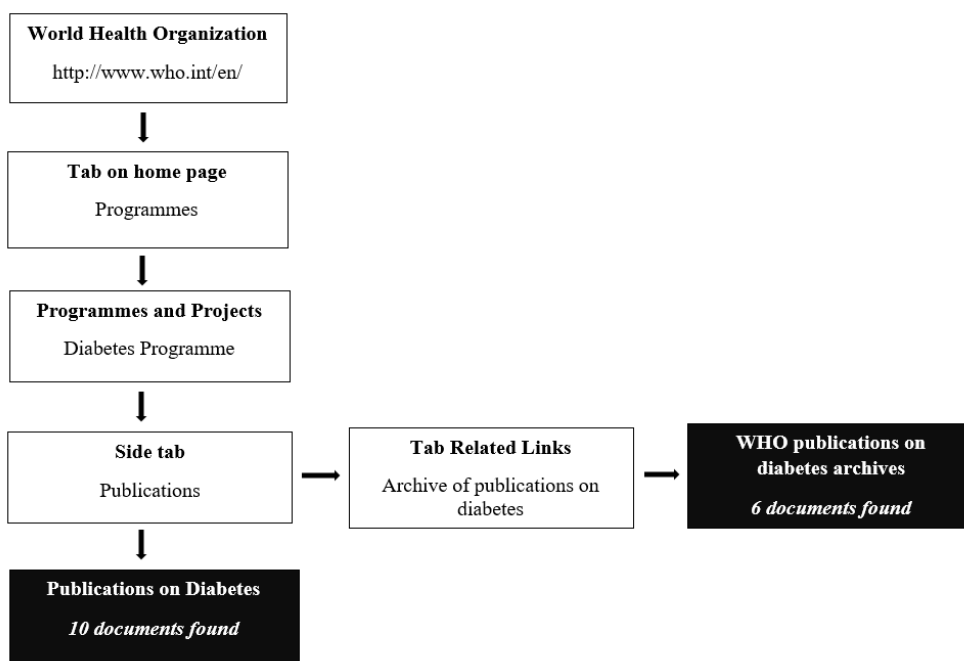 World Health Organization
http://www.who.int/en/
Tab on home page
Programmes
Programmes and Projects
Diabetes Programme
Side tab
Publications
Tab Related Links
Archive of publications on
diabetes
WHO publications on
diabetes archives
6 documents found
Publications on Diabetes
10 documents found